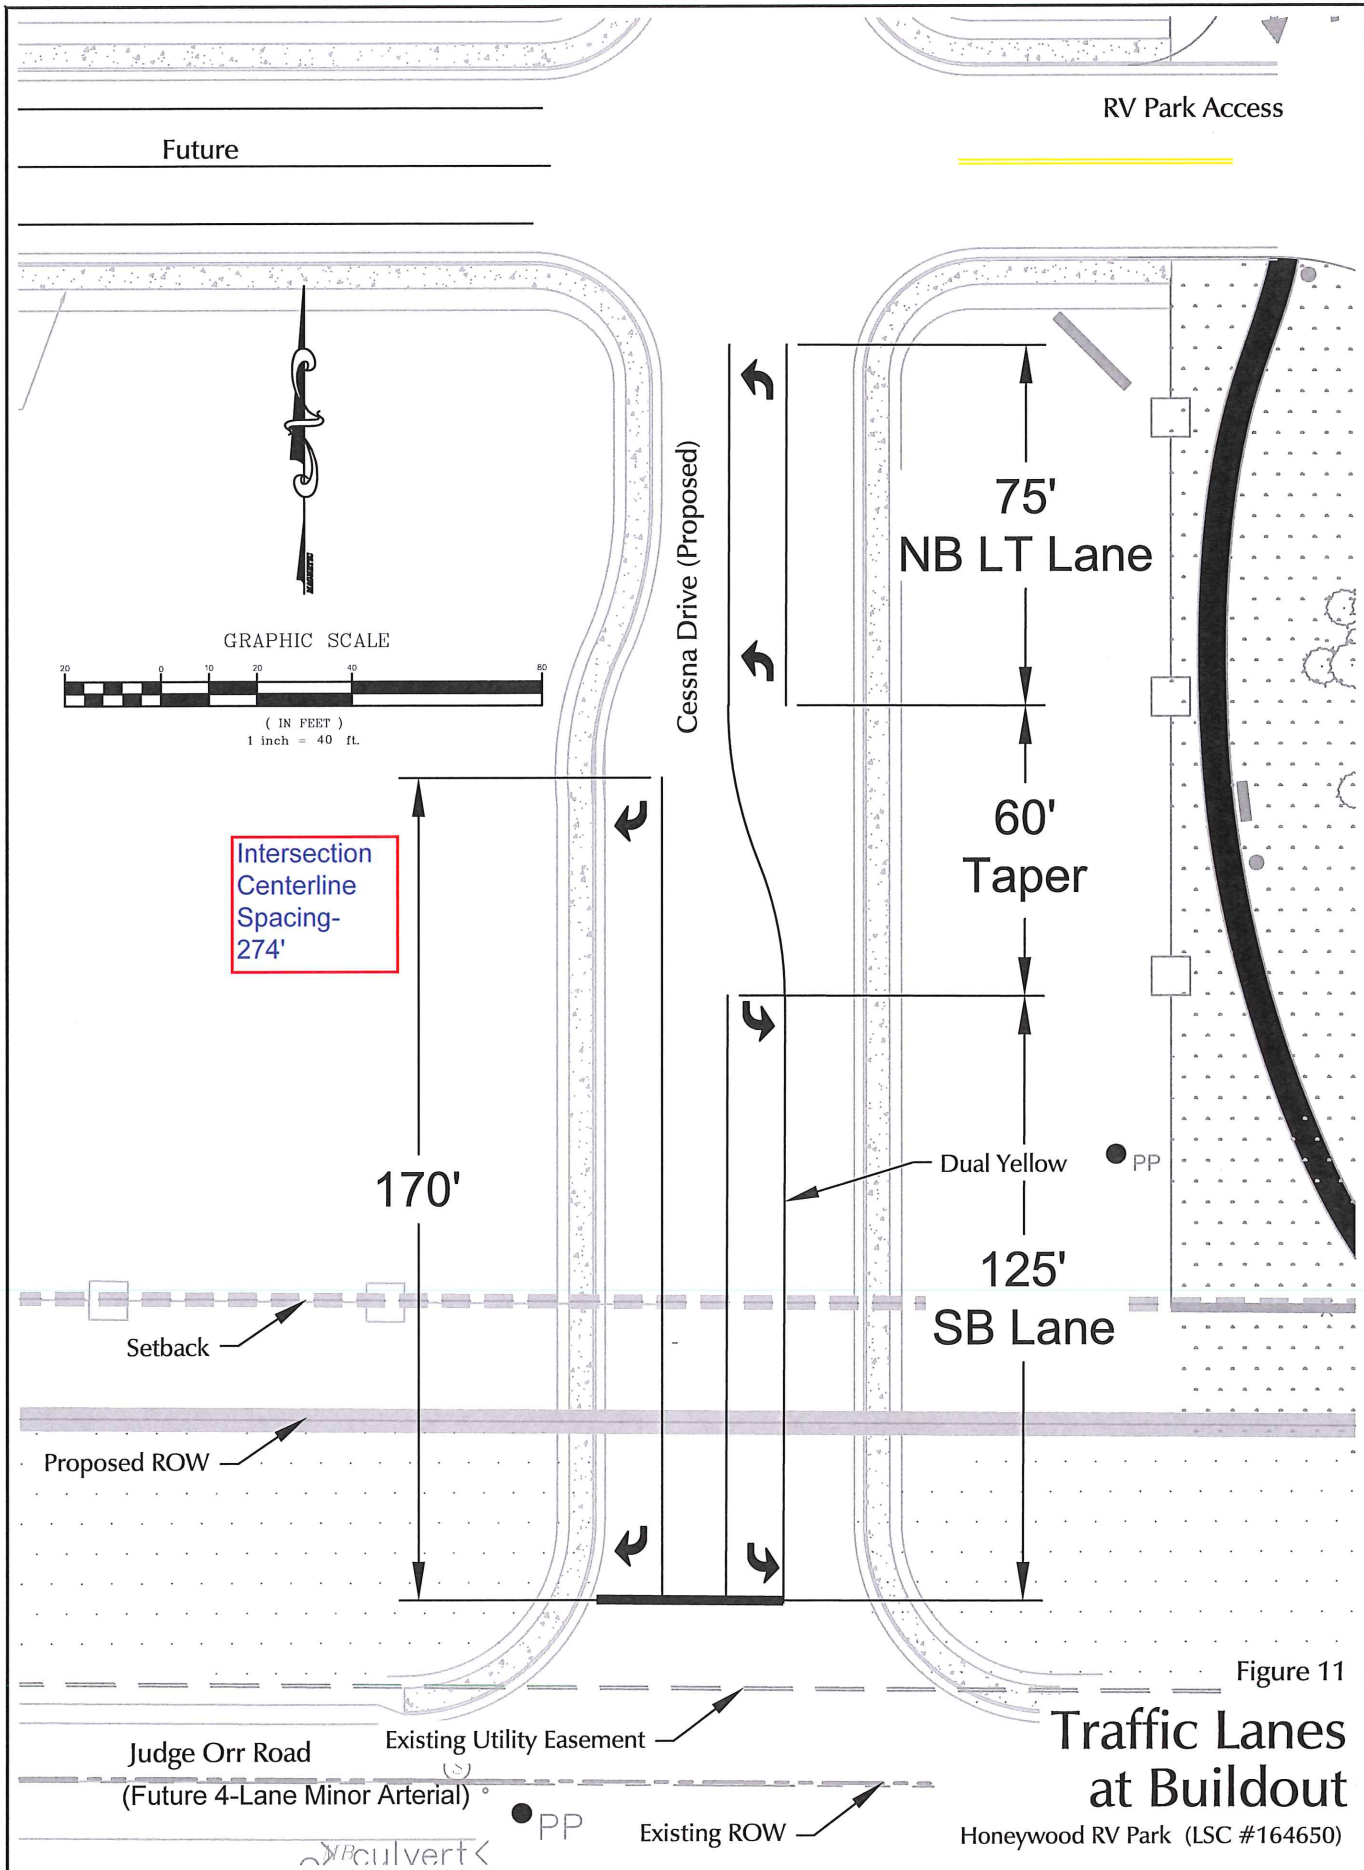 RV Park Access
Future
Cessna Drive (Proposed)
75'
NB LT Lane
GRAPHIC SCALE
20 0 10 20 40 80
( IN FEET )
1 inch = 40 ft.
60'
Taper
Intersection
Centerline
Spacing-
274'
170'
Dual Yellow
PP
125'
SB Lane
Setback
Proposed ROW
Figure 11
Traffic Lanes
at Buildout
Honeywood RV Park (LSC #164650)
Existing Utility Easement
Judge Orr Road
(Future 4-Lane Minor Arterial)
S
PP
Existing ROW
culvert